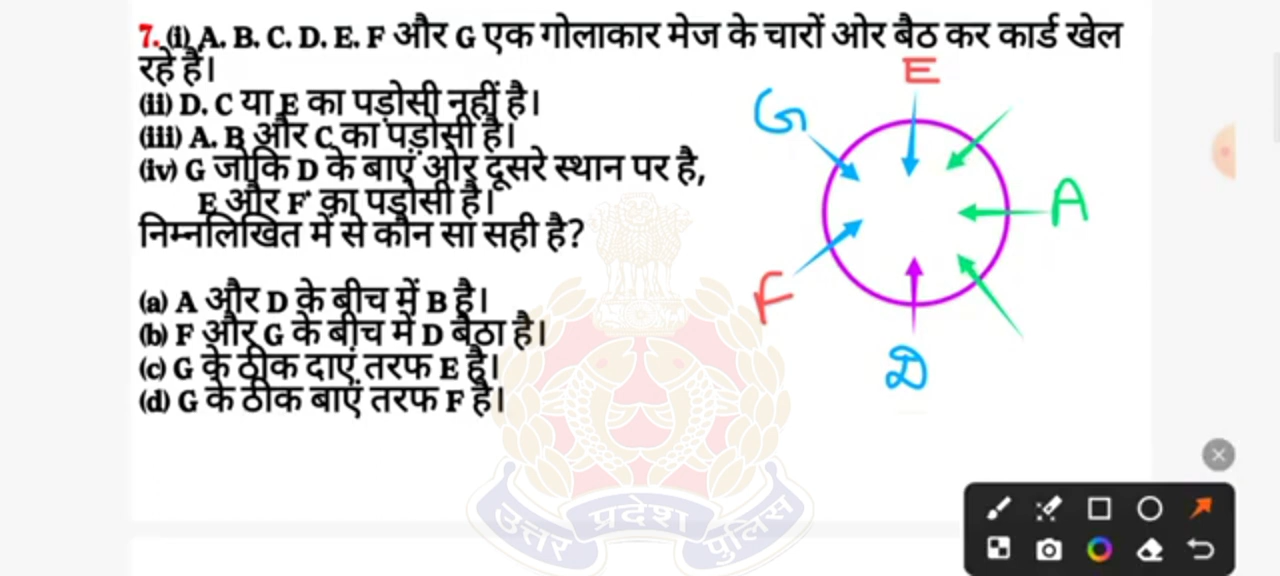 7. (i) A. B. C. D. E. F और G एक गोलाकार मेज के चारों ओर बैठ कर कार्ड खेल
रहे हैं।
(ii) D. C या E का पड़ोसी नहीं है।
(iii) A. B और C का पड़ोसी है।
(iv) G जोकि D के बाएं ओर दूसरे स्थान पर है,
E और F का पड़ोसी है।
निम्नलिखित में से कौन सा सही है?
(a) A और D के बीच में B है।
(b) F और G के बीच में D बैठा है।
(c) G के ठीक दाएं तरफ E है।
(d) G के ठीक बाएं तरफ F है।
E
G
A
F
D
उत्तर प्रदेश पुलिस